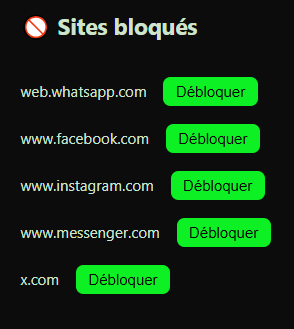 Sites bloqués
web.whatsapp.com Débloquer
www.facebook.com Débloquer
www.instagram.com Débloquer
www.messenger.com Débloquer
x.com Débloquer